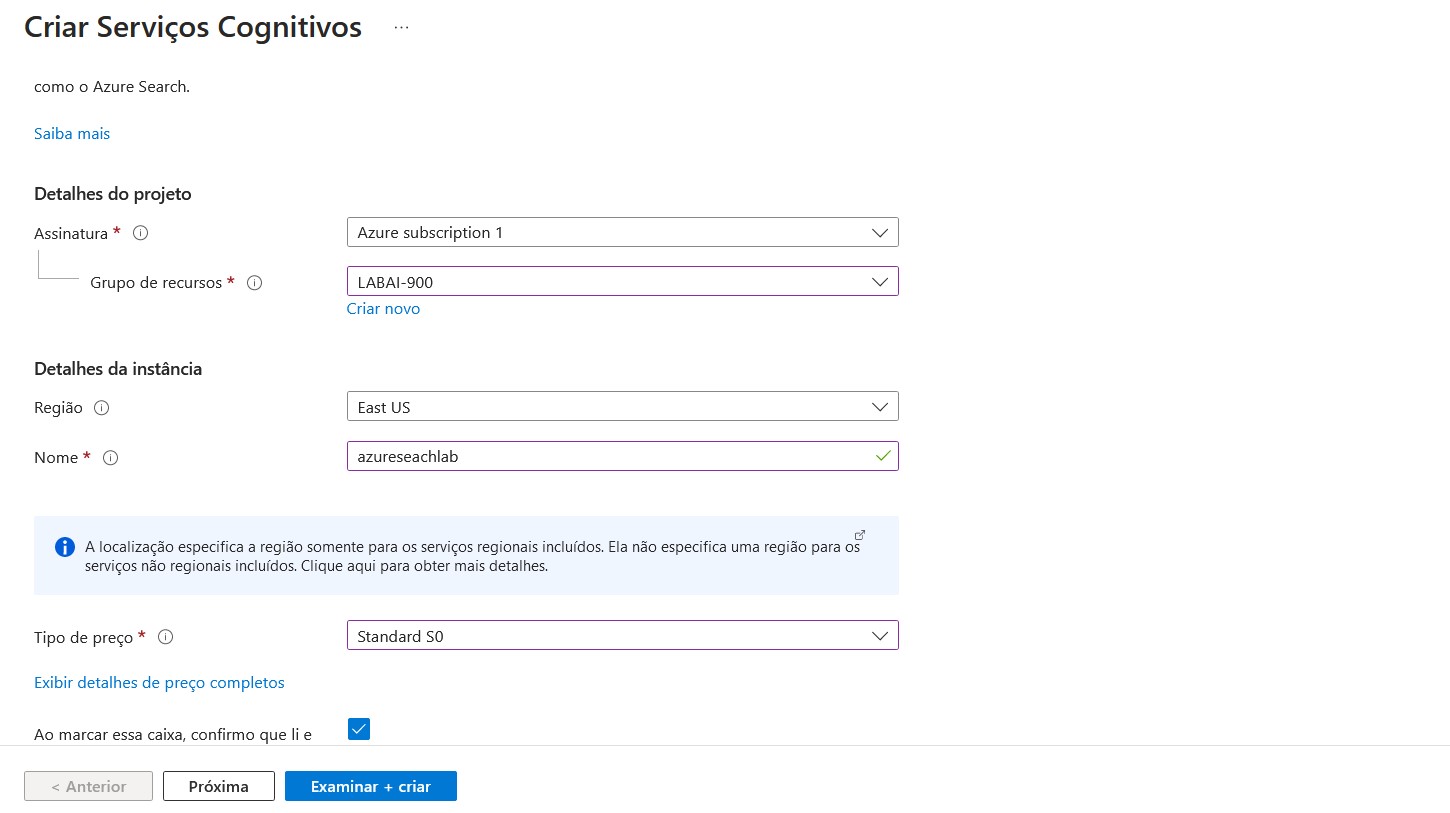 Criar Serviços Cognitivos ...
como o Azure Search.
Saiba mais
Detalhes do projeto
Assinatura * Azure subscription 1
Grupo de recursos * LABAI-900
Criar novo
Detalhes da instância
Região East US
Nome * azureseachlab
A localização especifica a região somente para os serviços regionais incluídos. Ela não especifica uma região para os
serviços não regionais incluídos. Clique aqui para obter mais detalhes.
Tipo de preço * Standard S0
Exibir detalhes de preço completos
Ao marcar essa caixa, confirmo que li e
< Anterior Próxima Examinar + criar